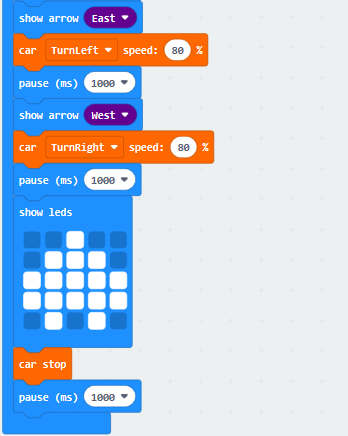 show arrow East
car TurnLeft speed: 80 %
pause (ms) 1000
show arrow West
car TurnRight speed: 80 %
pause (ms) 1000
show leds
car stop
pause (ms) 1000